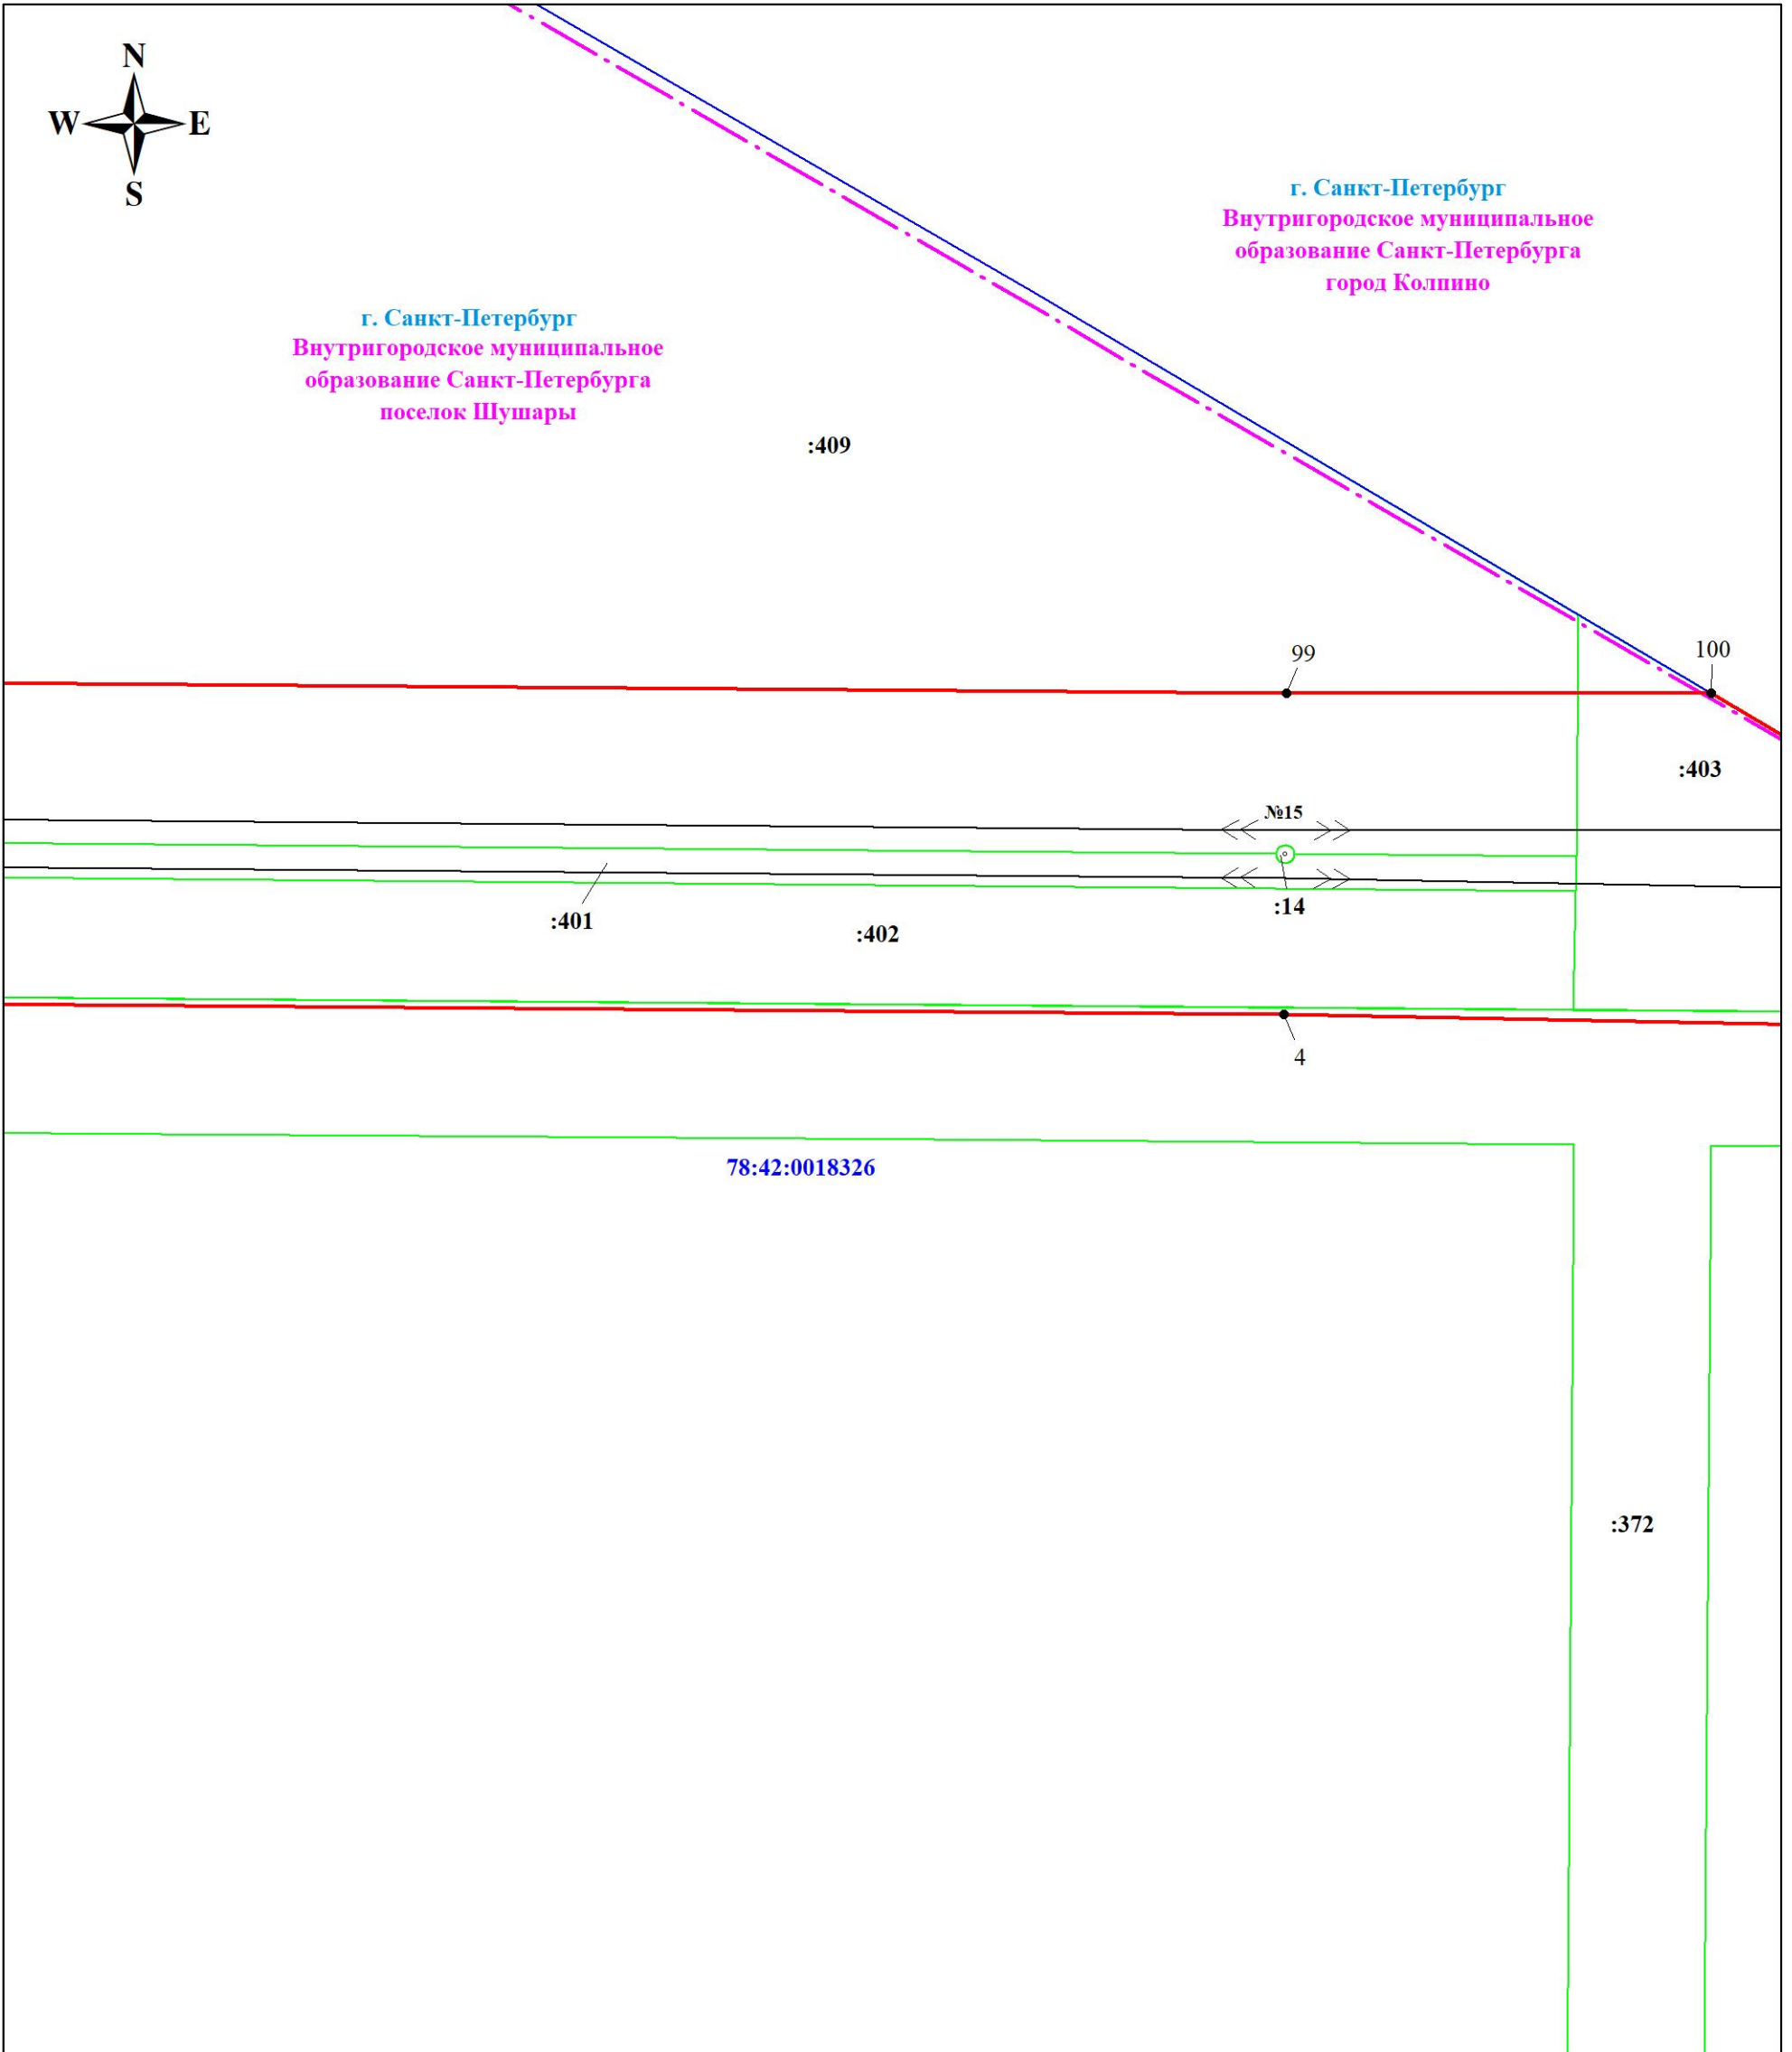 N
W E
S
г. Санкт-Петербург
Внутригородское муниципальное
образование Санкт-Петербурга
город Колпино
г. Санкт-Петербург
Внутригородское муниципальное
образование Санкт-Петербурга
поселок Шушары
:409
99
100
:403
№15
:14
:401
:402
4
78:42:0018326
:372